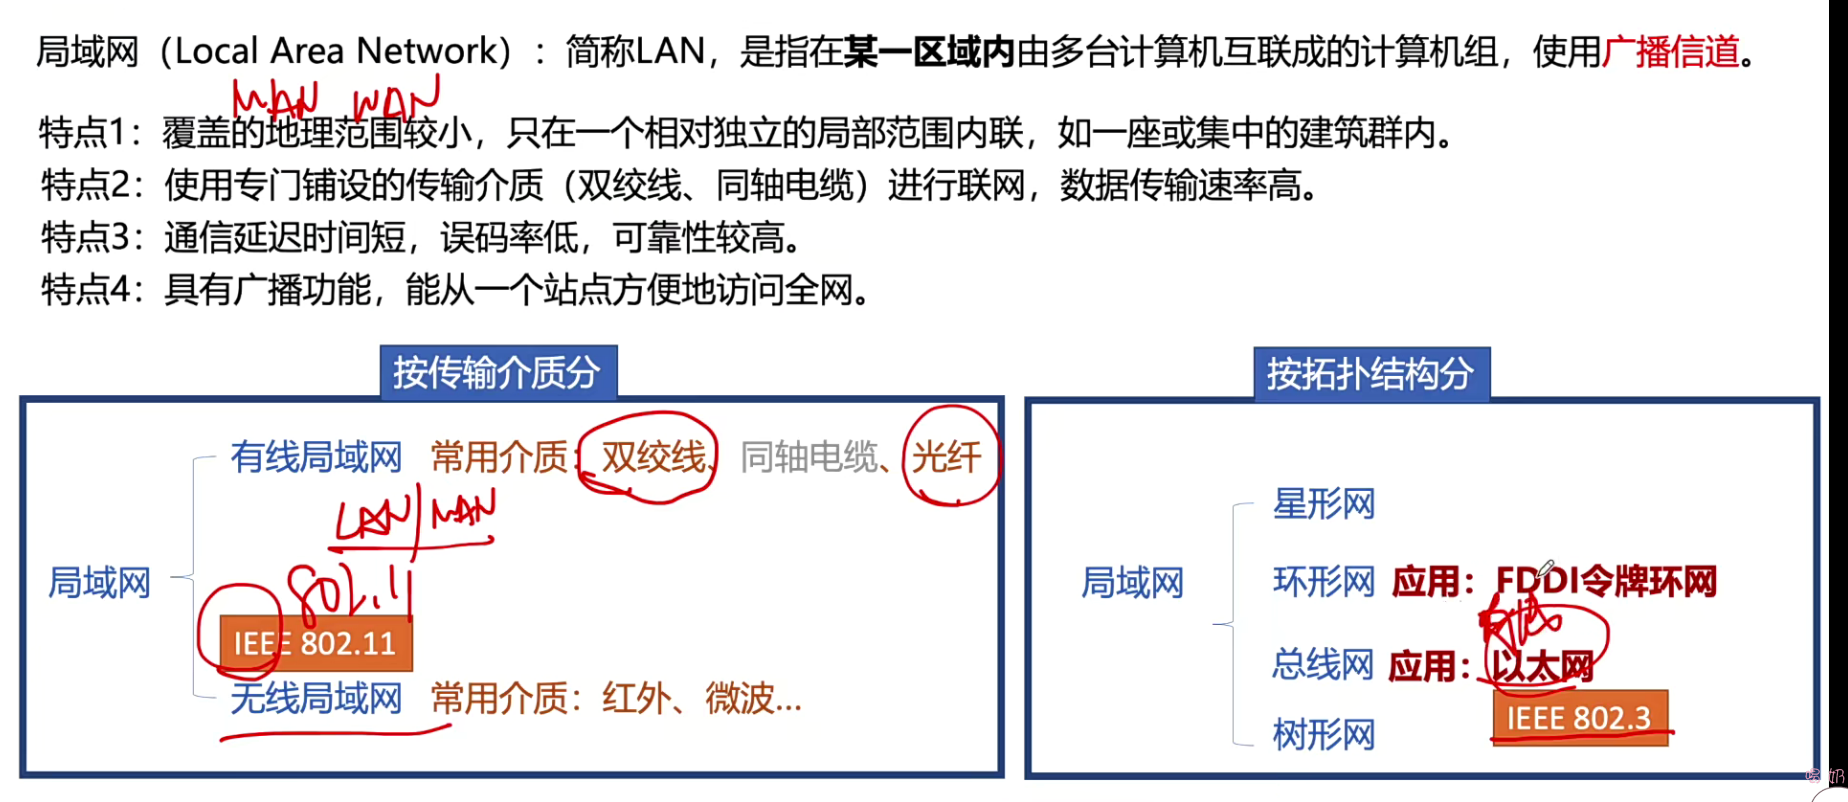 局域网（Local Area Network）：简称LAN，是指在某一区域内由多台计算机互联成的计算机组，使用广播信道。
MAN WAN
特点1：覆盖的地理范围较小，只在一个相对独立的局部范围内联，如一座或集中的建筑群内。
特点2：使用专门铺设的传输介质（双绞线、同轴电缆）进行联网，数据传输速率高。
特点3：通信延迟时间短，误码率低，可靠性较高。
特点4：具有广播功能，能从一个站点方便地访问全网。
按传输介质分
有线局域网 常用介质：双绞线、同轴电缆、光纤
LAN/MAN
局域网
802.11
IEEE 802.11
无线局域网 常用介质：红外、微波...
按拓扑结构分
星形网
局域网
环形网 应用：FDDI令牌环网
总线网 应用：以太网
IEEE 802.3
树形网